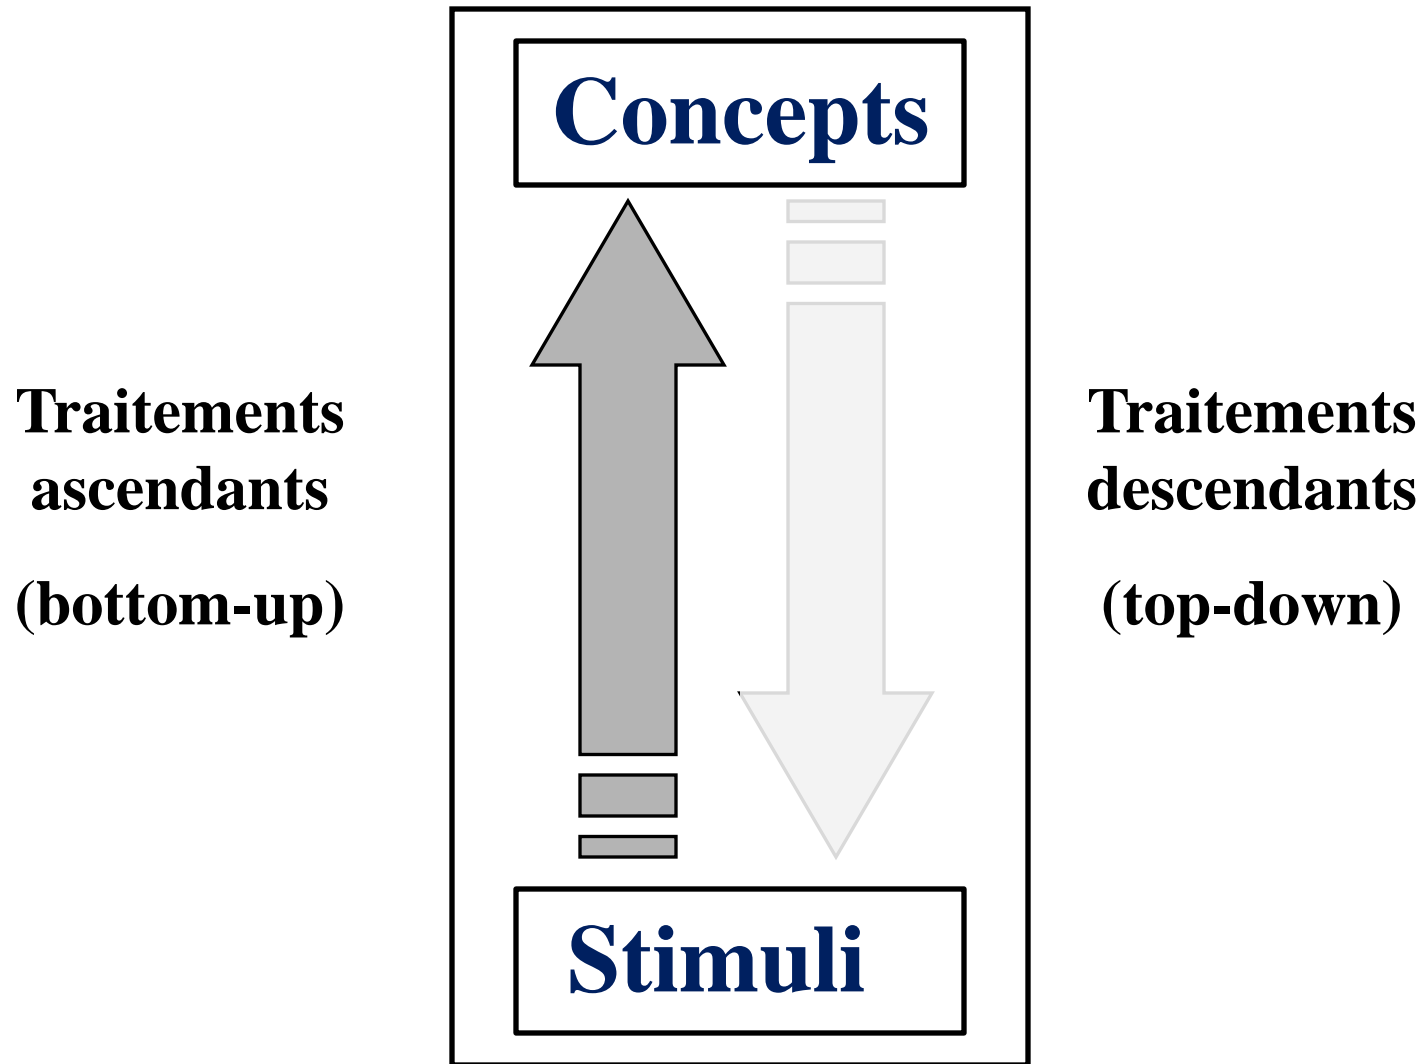 Concepts
Traitements
ascendants
(bottom-up)
Traitements
descendants
(top-down)
Stimuli